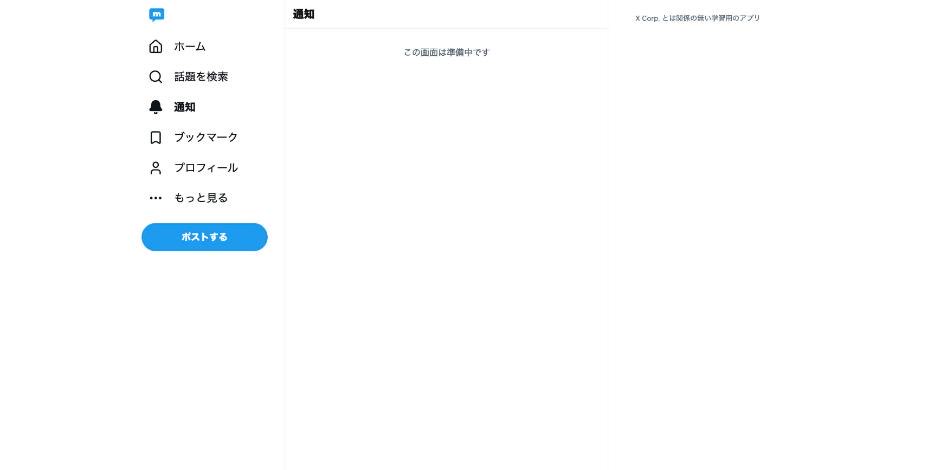 m
ホーム
話題を検索
通知
ブックマーク
プロフィール
もっと見る
ポストする
通知
この画面は準備中です
X Corp. とは関係の無い学習用のアプリ